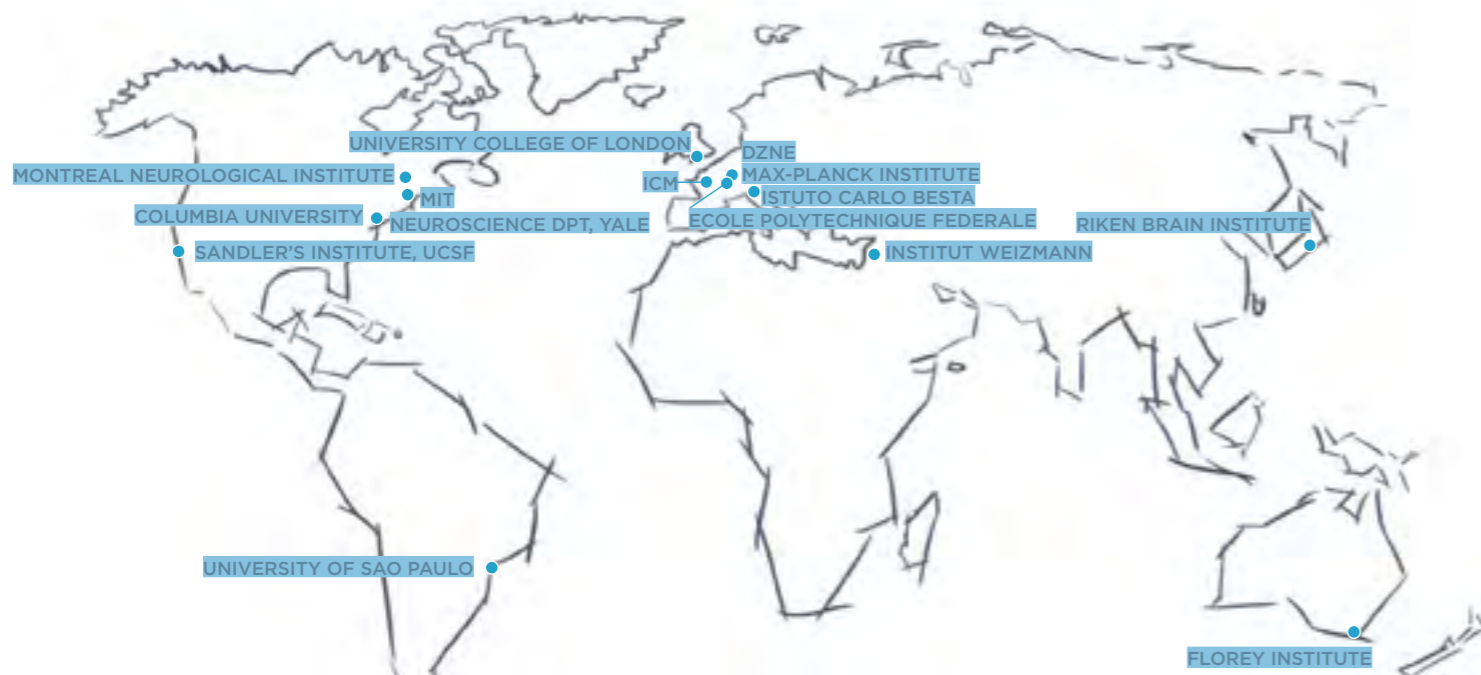 UNIVERSITY COLLEGE OF LONDON
DZNE
MONTREAL NEUROLOGICAL INSTITUTE
ICM
MAX-PLANCK INSTITUTE
MIT
ISTUTO CARLO BESTA
COLUMBIA UNIVERSITY
NEUROSCIENCE DPT, YALE
ECOLE POLYTECHNIQUE FEDERALE
RIKEN BRAIN INSTITUTE
SANDLER'S INSTITUTE, UCSF
INSTITUT WEIZMANN
UNIVERSITY OF SAO PAULO
FLOREY INSTITUTE